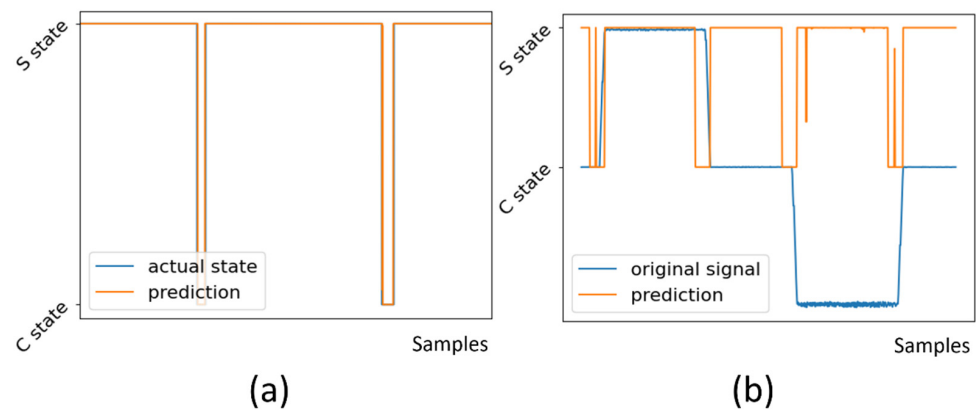 S state
C state
actual state
prediction
Samples
(a)
S state
C state
original signal
prediction
Samples
(b)